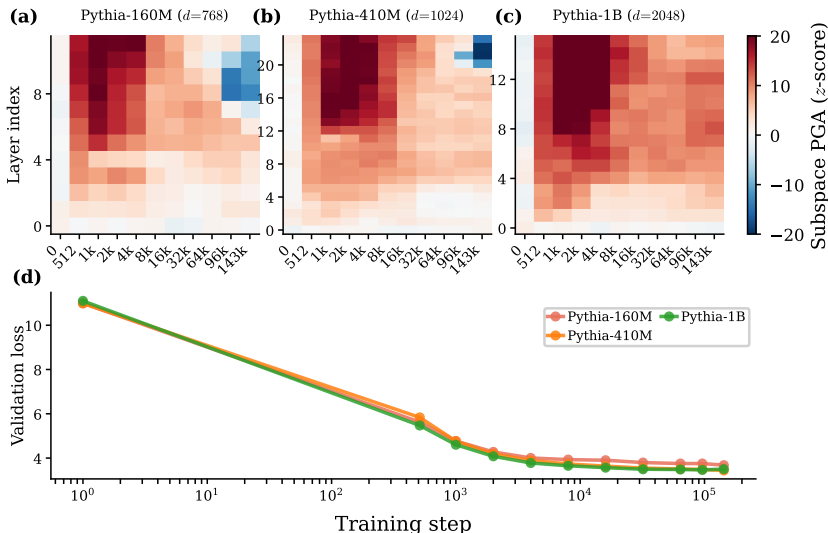 (a) Pythia-160M (d=768)
(b) Pythia-410M (d=1024)
(c) Pythia-1B (d=2048)
Layer index
8
4
0
0 512 1k 2k 4k 8k 16k 32k 64k 96k 143k
20
16
12
8
4
0
0 512 1k 2k 4k 8k 16k 32k 64k 96k 143k
12
8
4
0
0 512 1k 2k 4k 8k 16k 32k 64k 96k 143k
20
10
0
−10
−20
Subspace PGA (z-score)
(d)
Validation loss
10
8
6
4
10⁰ 10¹ 10² 10³ 10⁴ 10⁵
Training step
Pythia-160M
Pythia-410M
Pythia-1B